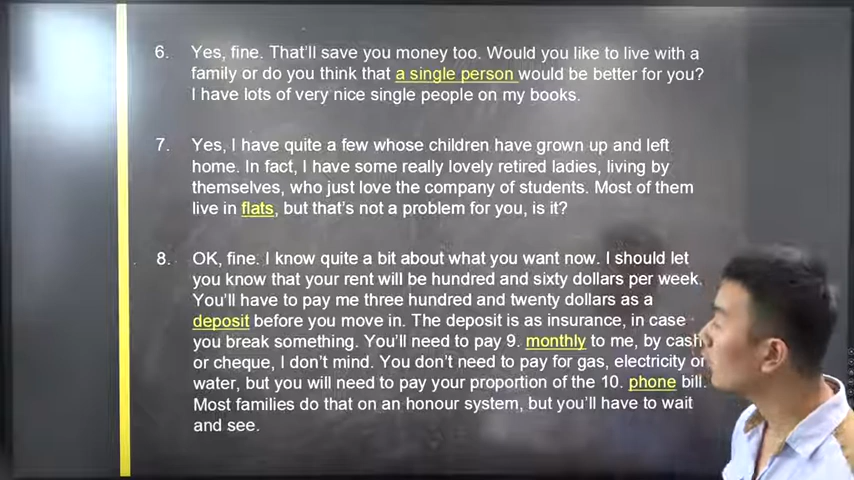 6. Yes, fine. That'll save you money too. Would you like to live with a
family or do you think that a single person would be better for you?
I have lots of very nice single people on my books.
7. Yes, I have quite a few whose children have grown up and left
home. In fact, I have some really lovely retired ladies, living by
themselves, who just love the company of students. Most of them
live in flats, but that's not a problem for you, is it?
8. OK, fine. I know quite a bit about what you want now. I should let
you know that your rent will be hundred and sixty dollars per week.
You'll have to pay me three hundred and twenty dollars as a
deposit before you move in. The deposit is as insurance, in case
you break something. You'll need to pay 9. monthly to me, by cash
or cheque, I don't mind. You don't need to pay for gas, electricity or
water, but you will need to pay your proportion of the 10. phone bill.
Most families do that on an honour system, but you'll have to wait
and see.